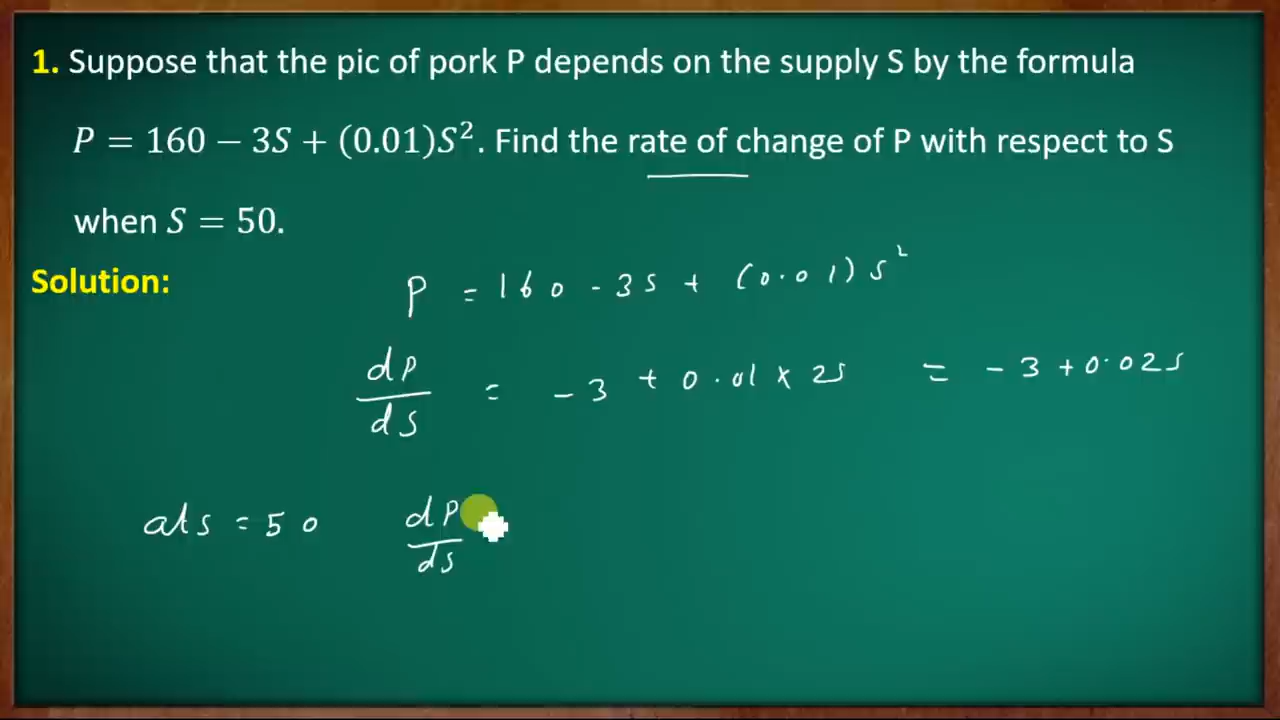 1. Suppose that the pic of pork P depends on the supply S by the formula
P = 160 − 3S + (0.01)S². Find the rate of change of P with respect to S
when S = 50.
Solution:
P = 160 - 3s + (0.01) s²
dP/ds = -3 + 0.01 × 2s = -3 + 0.02s
at s = 50 dP/ds